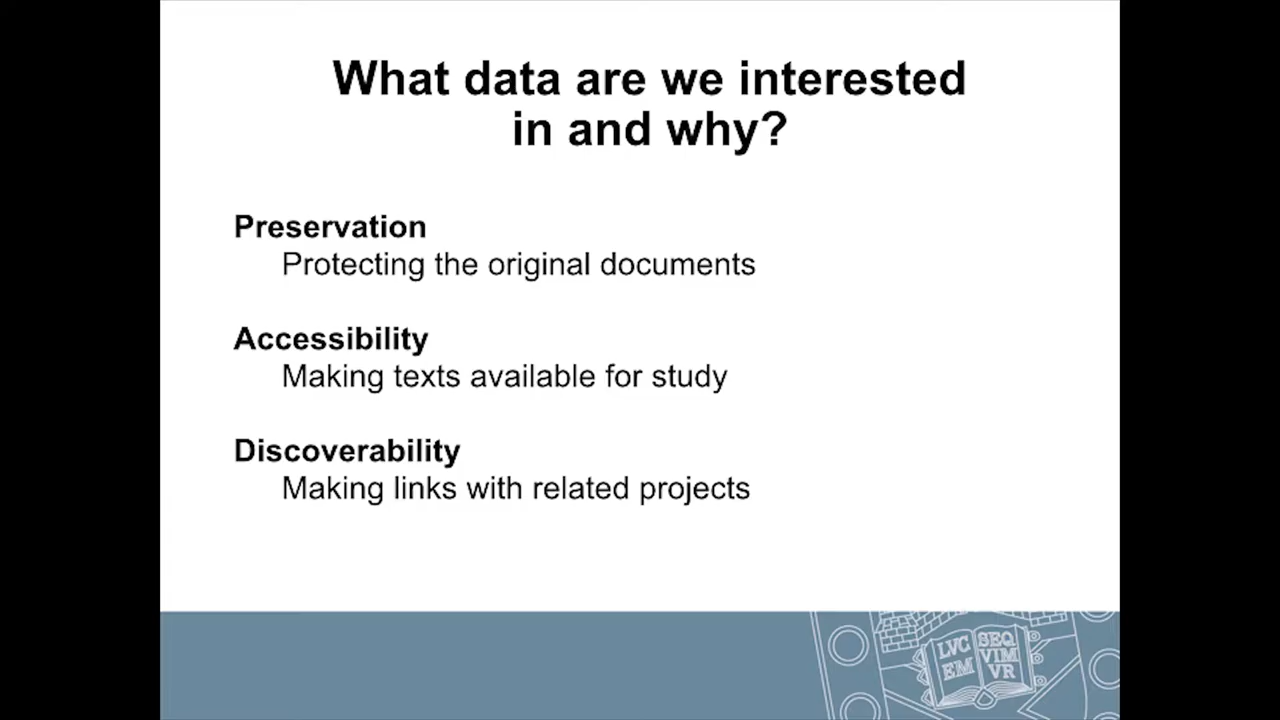 What data are we interested
in and why?
Preservation
Protecting the original documents
Accessibility
Making texts available for study
Discoverability
Making links with related projects
LVC
EM
SEQ
VIM
VR